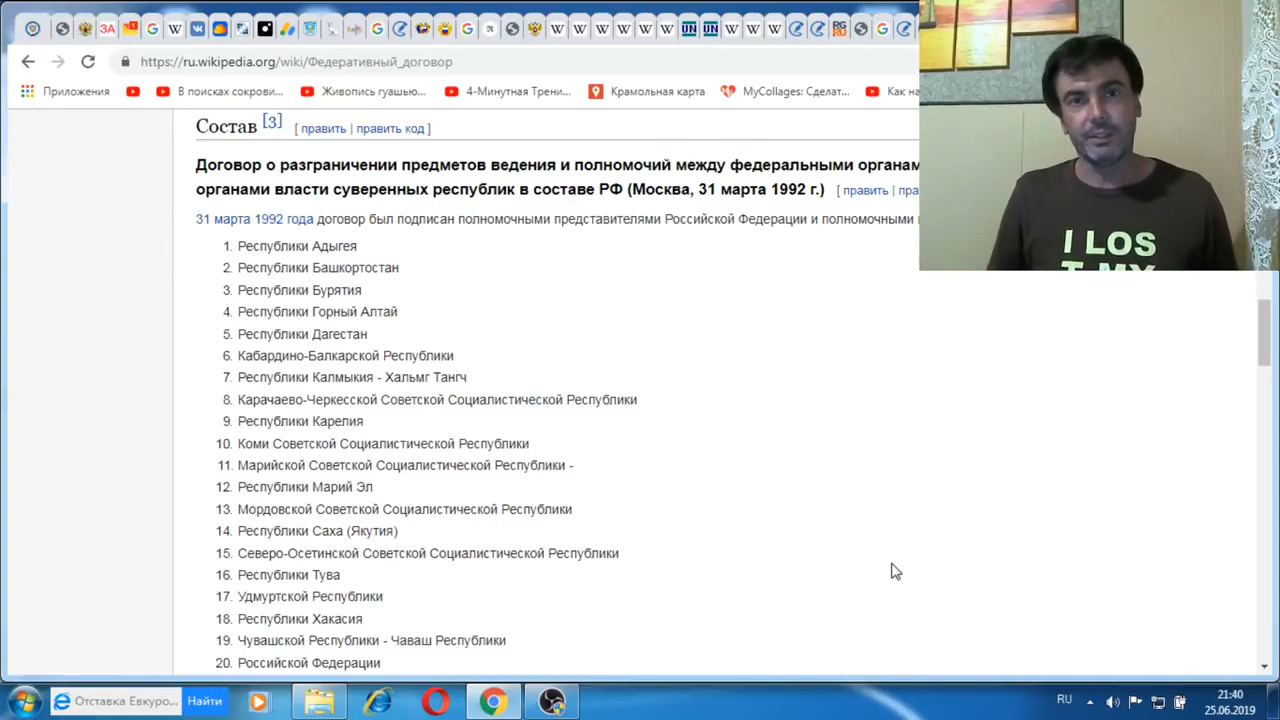 ЗА
W
W
W
W
W
W
W
UN
UN
W
W
W
RG
RU
https://ru.wikipedia.org/wiki/Федеративный_договор
Приложения
В поисках сокрови...
Живопись гуашью...
4-Минутная Трени...
Крамольная карта
MyCollages: Сделат...
Как на
Состав [3] [ править | править код ]
Договор о разграничении предметов ведения и полномочий между федеральными органам
органами власти суверенных республик в составе РФ (Москва, 31 марта 1992 г.) [ править | пра
31 марта 1992 года договор был подписан полномочными представителями Российской Федерации и полномочными
1. Республики Адыгея
2. Республики Башкортостан
3. Республики Бурятия
4. Республики Горный Алтай
5. Республики Дагестан
6. Кабардино-Балкарской Республики
7. Республики Калмыкия - Хальмг Тангч
8. Карачаево-Черкесской Советской Социалистической Республики
9. Республики Карелия
10. Коми Советской Социалистической Республики
11. Марийской Советской Социалистической Республики -
12. Республики Марий Эл
13. Мордовской Советской Социалистической Республики
14. Республики Саха (Якутия)
15. Северо-Осетинской Советской Социалистической Республики
16. Республики Тува
17. Удмуртской Республики
18. Республики Хакасия
19. Чувашской Республики - Чаваш Республики
20. Российской Федерации
I LOS
T MY
Отставка Евкуро...
Найти
RU
21:40
25.06.2019